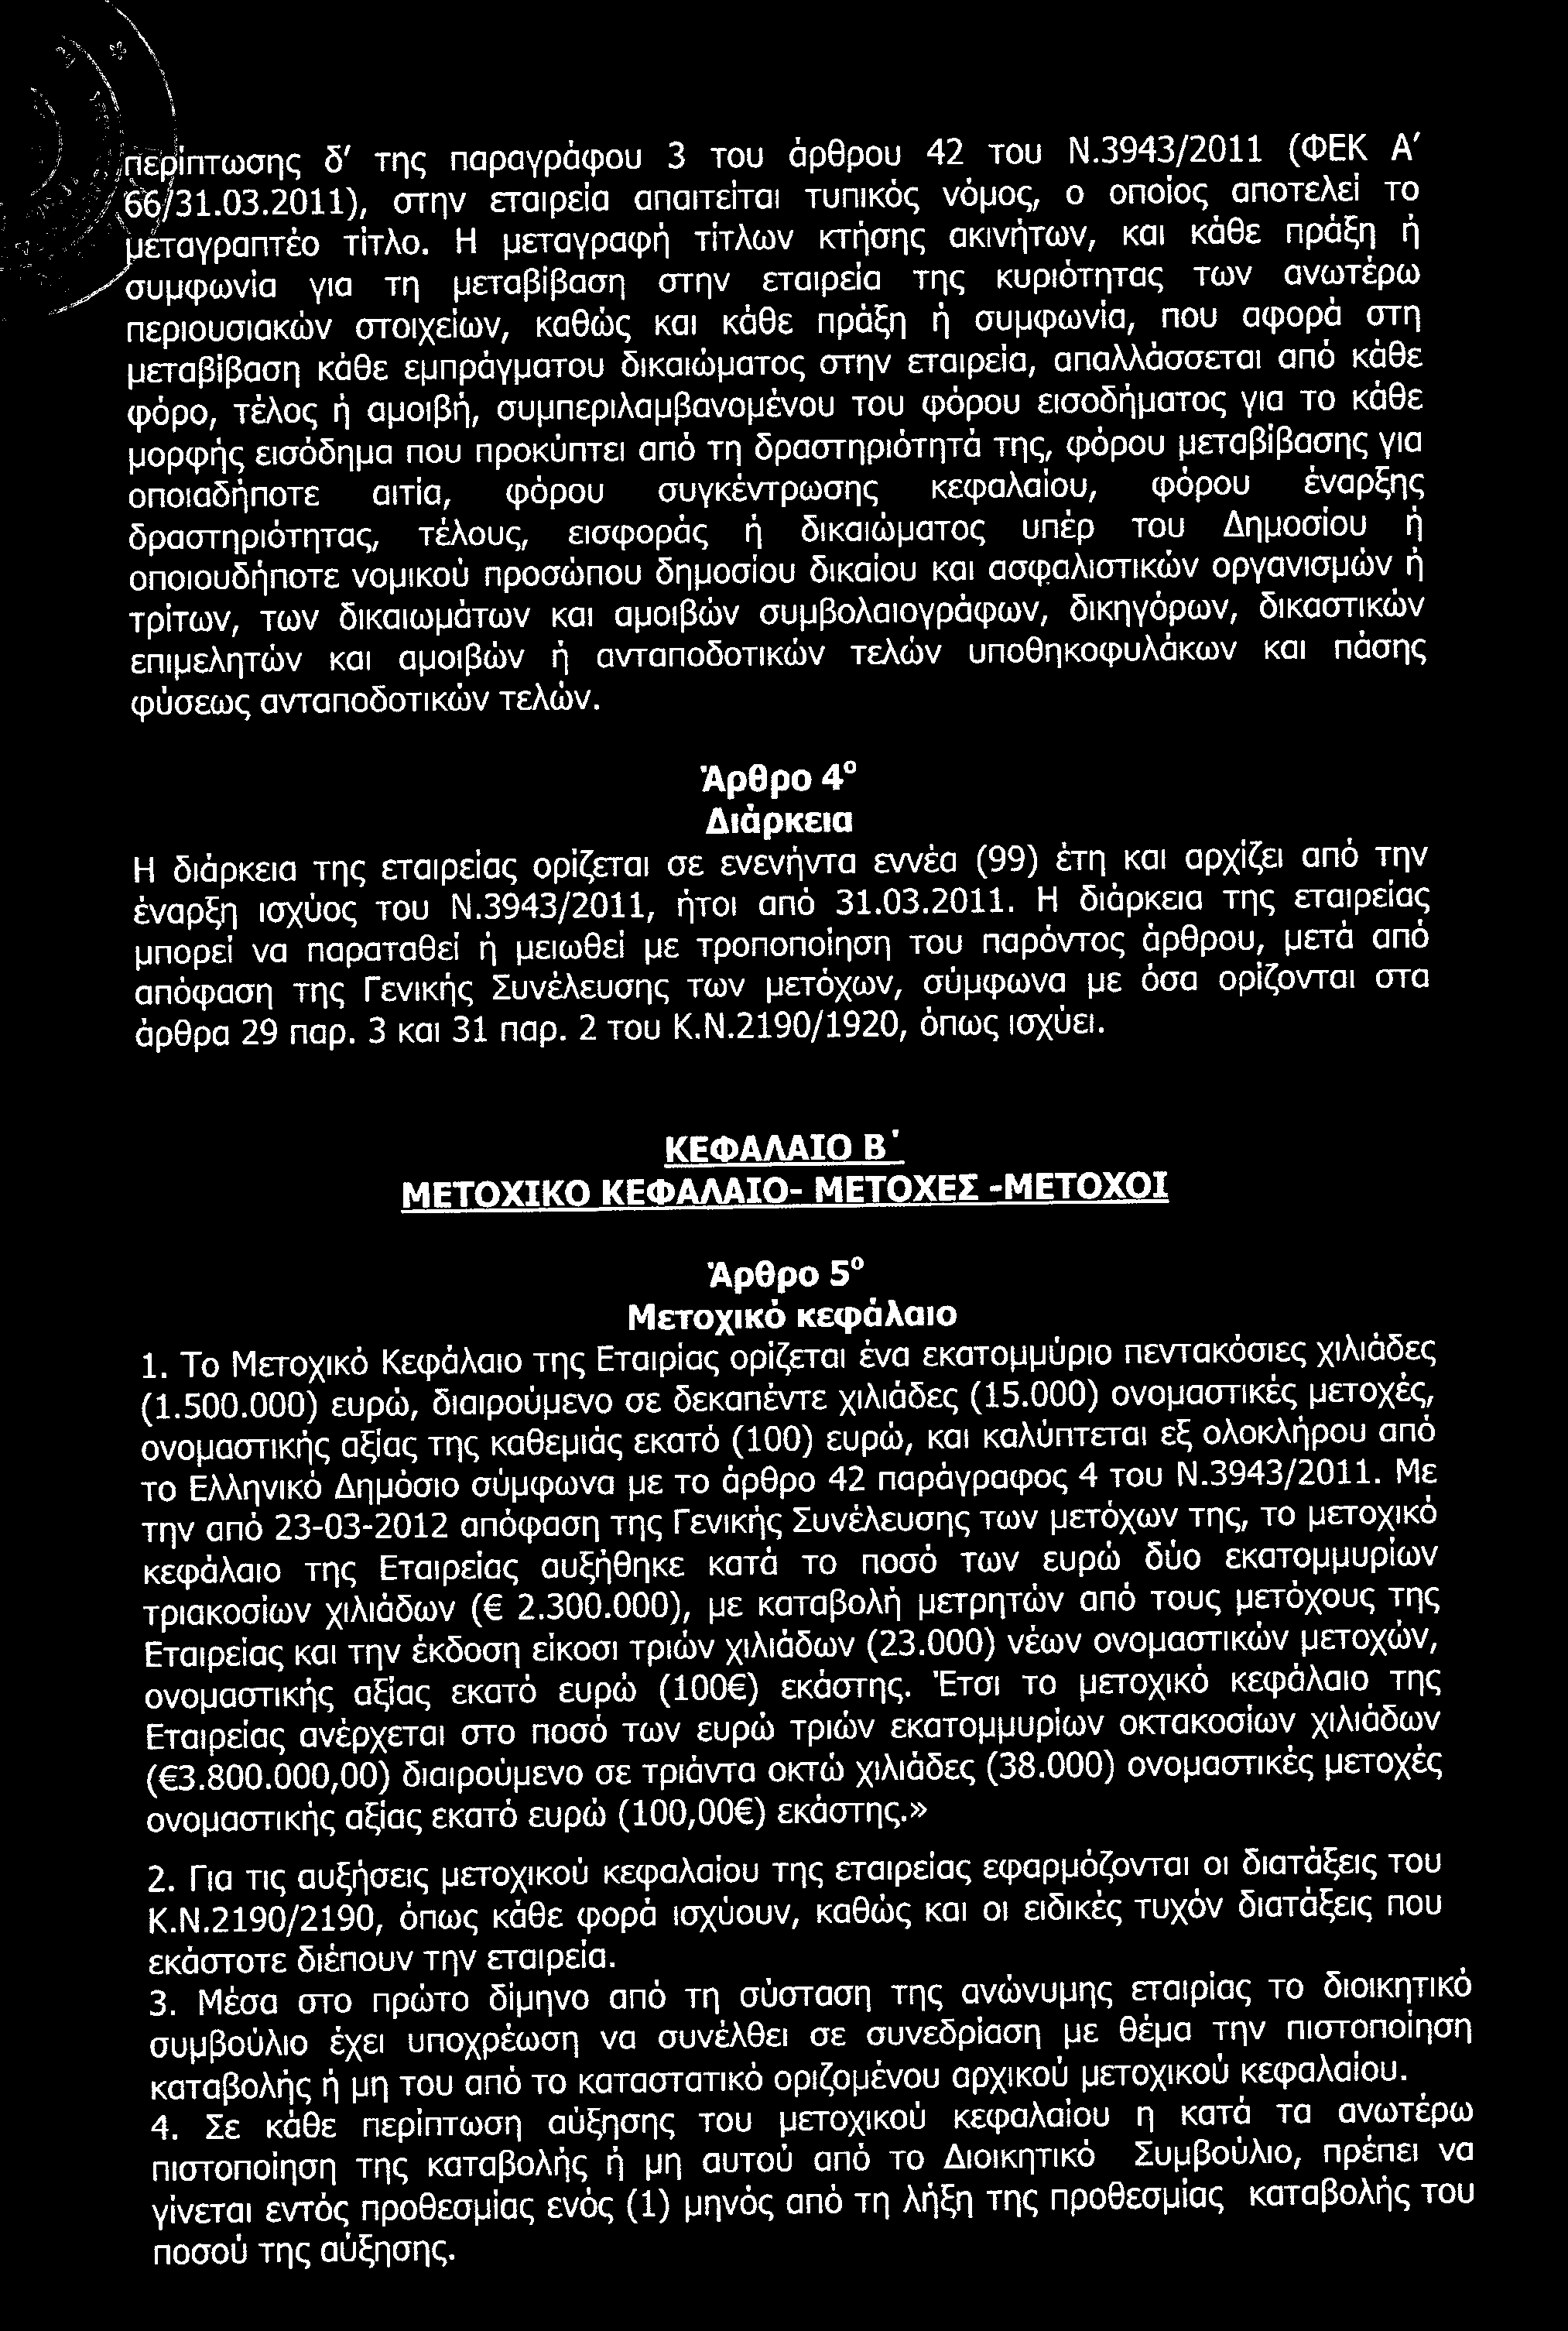 περίπτωσης δ' της παραγράφου 3 του άρθρου 42 του Ν.3943/2011 (ΦΕΚ Α'
66/31.03.2011), στην εταιρεία απαιτείται τυπικός νόμος, ο οποίος αποτελεί το
μεταγραπτέο τίτλο. Η μεταγραφή τίτλων κτήσης ακινήτων, και κάθε πράξη ή
συμφωνία για τη μεταβίβαση στην εταιρεία της κυριότητας των ανωτέρω
περιουσιακών στοιχείων, καθώς και κάθε πράξη ή συμφωνία, που αφορά στη
μεταβίβαση κάθε εμπράγματου δικαιώματος στην εταιρεία, απαλλάσσεται από κάθε
φόρο, τέλος ή αμοιβή, συμπεριλαμβανομένου του φόρου εισοδήματος για το κάθε
μορφής εισόδημα που προκύπτει από τη δραστηριότητά της, φόρου μεταβίβασης για
οποιαδήποτε αιτία, φόρου συγκέντρωσης κεφαλαίου, φόρου έναρξης
δραστηριότητας, τέλους, εισφοράς ή δικαιώματος υπέρ του Δημοσίου ή
οποιουδήποτε νομικού προσώπου δημοσίου δικαίου και ασφαλιστικών οργανισμών ή
τρίτων, των δικαιωμάτων και αμοιβών συμβολαιογράφων, δικηγόρων, δικαστικών
επιμελητών και αμοιβών ή ανταποδοτικών τελών υποθηκοφυλάκων και πάσης
φύσεως ανταποδοτικών τελών.
Άρθρο 4º
Διάρκεια
Η διάρκεια της εταιρείας ορίζεται σε ενενήντα εννέα (99) έτη και αρχίζει από την
έναρξη ισχύος του Ν.3943/2011, ήτοι από 31.03.2011. Η διάρκεια της εταιρείας
μπορεί να παραταθεί ή μειωθεί με τροποποίηση του παρόντος άρθρου, μετά από
απόφαση της Γενικής Συνέλευσης των μετόχων, σύμφωνα με όσα ορίζονται στα
άρθρα 29 παρ. 3 και 31 παρ. 2 του Κ.Ν.2190/1920, όπως ισχύει.
ΚΕΦΑΛΑΙΟ Β'
ΜΕΤΟΧΙΚΟ ΚΕΦΑΛΑΙΟ- ΜΕΤΟΧΕΣ -ΜΕΤΟΧΟΙ
Άρθρο 5º
Μετοχικό κεφάλαιο
1. Το Μετοχικό Κεφάλαιο της Εταιρίας ορίζεται ένα εκατομμύριο πεντακόσιες χιλιάδες
(1.500.000) ευρώ, διαιρούμενο σε δεκαπέντε χιλιάδες (15.000) ονομαστικές μετοχές,
ονομαστικής αξίας της καθεμιάς εκατό (100) ευρώ, και καλύπτεται εξ ολοκλήρου από
το Ελληνικό Δημόσιο σύμφωνα με το άρθρο 42 παράγραφος 4 του Ν.3943/2011. Με
την από 23-03-2012 απόφαση της Γενικής Συνέλευσης των μετόχων της, το μετοχικό
κεφάλαιο της Εταιρείας αυξήθηκε κατά το ποσό των ευρώ δύο εκατομμυρίων
τριακοσίων χιλιάδων (€ 2.300.000), με καταβολή μετρητών από τους μετόχους της
Εταιρείας και την έκδοση είκοσι τριών χιλιάδων (23.000) νέων ονομαστικών μετοχών,
ονομαστικής αξίας εκατό ευρώ (100€) εκάστης. Έτσι το μετοχικό κεφάλαιο της
Εταιρείας ανέρχεται στο ποσό των ευρώ τριών εκατομμυρίων οκτακοσίων χιλιάδων
(€3.800.000,00) διαιρούμενο σε τριάντα οκτώ χιλιάδες (38.000) ονομαστικές μετοχές
ονομαστικής αξίας εκατό ευρώ (100,00€) εκάστης.»
2. Για τις αυξήσεις μετοχικού κεφαλαίου της εταιρείας εφαρμόζονται οι διατάξεις του
Κ.Ν.2190/2190, όπως κάθε φορά ισχύουν, καθώς και οι ειδικές τυχόν διατάξεις που
εκάστοτε διέπουν την εταιρεία.
3. Μέσα στο πρώτο δίμηνο από τη σύσταση της ανώνυμης εταιρίας το διοικητικό
συμβούλιο έχει υποχρέωση να συνέλθει σε συνεδρίαση με θέμα την πιστοποίηση
καταβολής ή μη του από το καταστατικό οριζομένου αρχικού μετοχικού κεφαλαίου.
4. Σε κάθε περίπτωση αύξησης του μετοχικού κεφαλαίου η κατά τα ανωτέρω
πιστοποίηση της καταβολής ή μη αυτού από το Διοικητικό Συμβούλιο, πρέπει να
γίνεται εντός προθεσμίας ενός (1) μηνός από τη λήξη της προθεσμίας καταβολής του
ποσού της αύξησης.